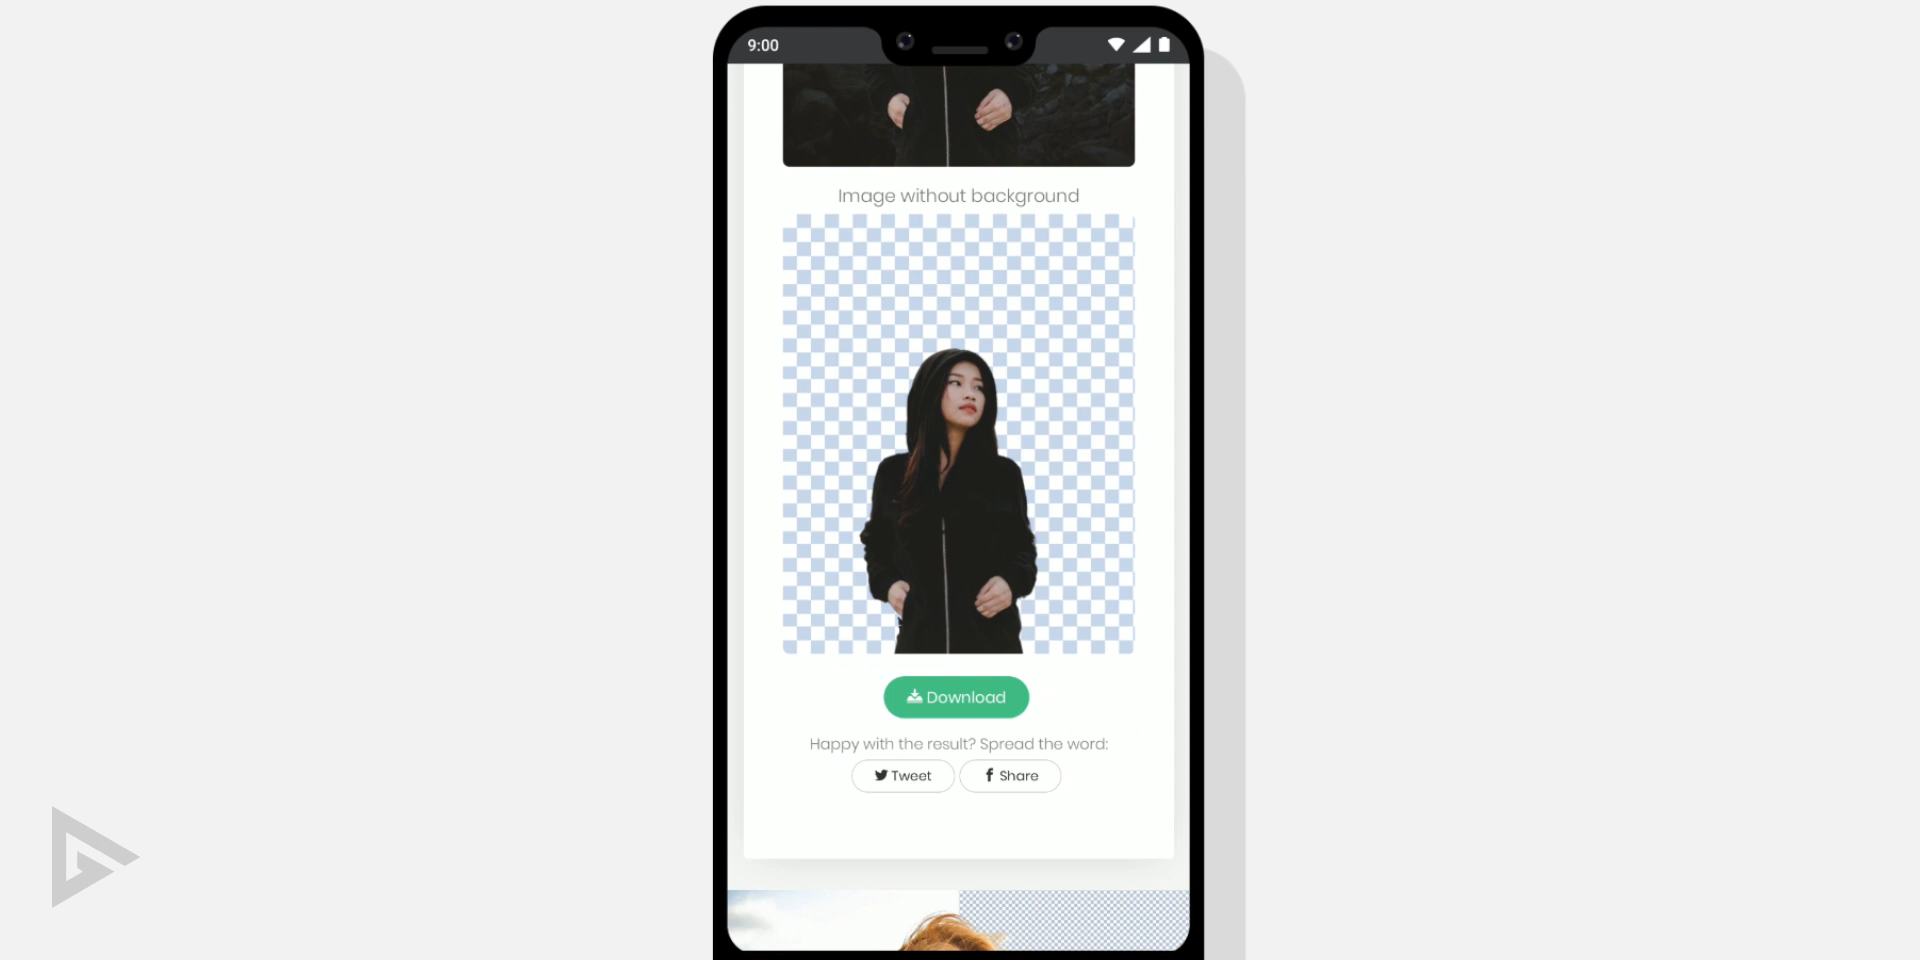 9:00
Image without background
Download
Happy with the result? Spread the word:
Tweet Share